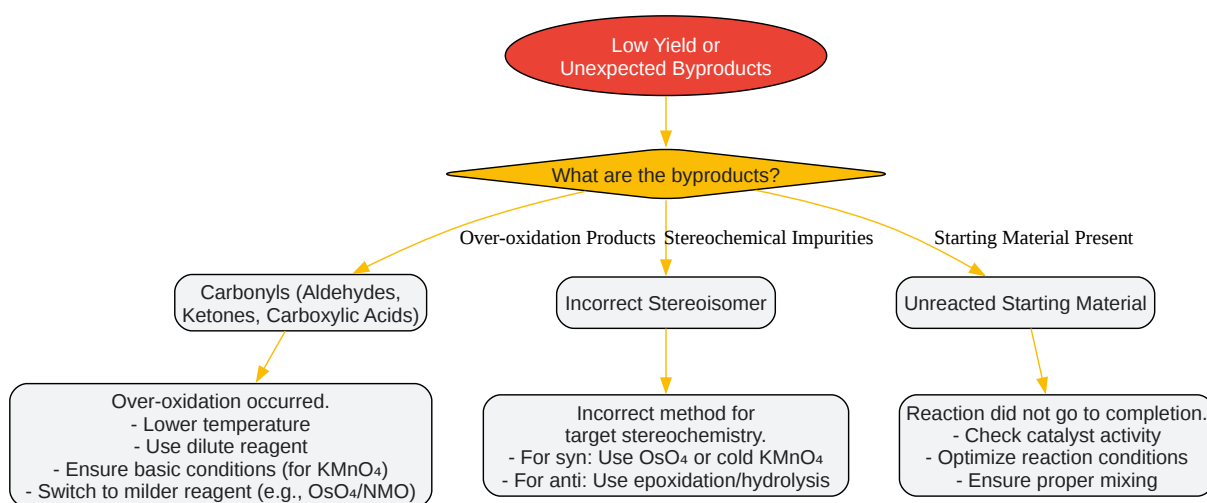 Low Yield or
Unexpected Byproducts
What are the byproducts?
Over-oxidation Products
Stereochemical Impurities
Starting Material Present
Carbonyls (Aldehydes,
Ketones, Carboxylic Acids)
Incorrect Stereoisomer
Unreacted Starting Material
Over-oxidation occurred.
- Lower temperature
- Use dilute reagent
- Ensure basic conditions (for KMnO₄)
- Switch to milder reagent (e.g., OsO₄/NMO)
Incorrect method for
target stereochemistry.
- For syn: Use OsO₄ or cold KMnO₄
- For anti: Use epoxidation/hydrolysis
Reaction did not go to completion.
- Check catalyst activity
- Optimize reaction conditions
- Ensure proper mixing